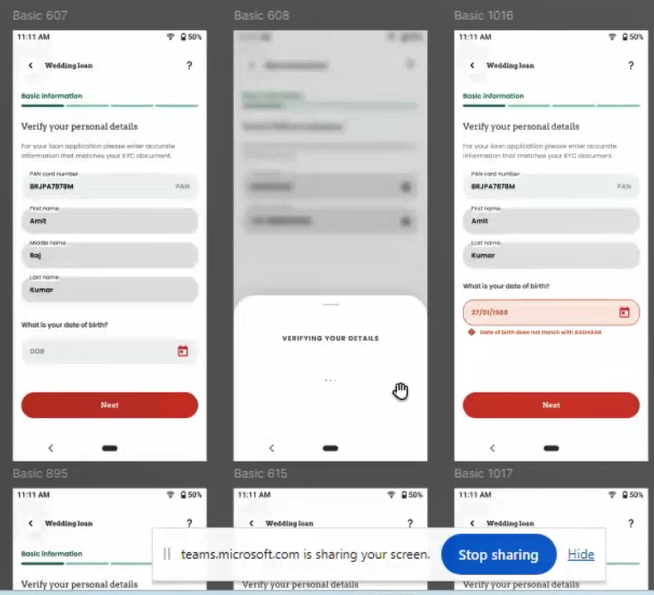 Basic 607
11:11 AM
50%
Wedding loan
?
Basic information
Verify your personal details
For your loan application please enter accurate
information that matches your KYC document.
PAN card number
BRJPA7878M
PAN
First name
Amit
Middle name
Raj
Last name
Kumar
What is your date of birth?
DOB
Next
Basic 608
VERIFYING YOUR DETAILS
...
Basic 1016
11:11 AM
50%
Wedding loan
?
Basic information
Verify your personal details
For your loan application please enter accurate
information that matches your KYC document.
PAN card number
BRJPA7878M
PAN
First name
Amit
Last name
Kumar
What is your date of birth?
27/01/1988
Date of birth does not match with AADHAAR
Next
Basic 895
11:11 AM
50%
Wedding loan
?
Basic information
Verify your personal details
Basic 615
11:11 AM
50%
Wedding loan
Verify your personal details
Basic 1017
11:11 AM
50%
Wedding loan
?
Verify your personal details
teams.microsoft.com is sharing your screen.
Stop sharing
Hide